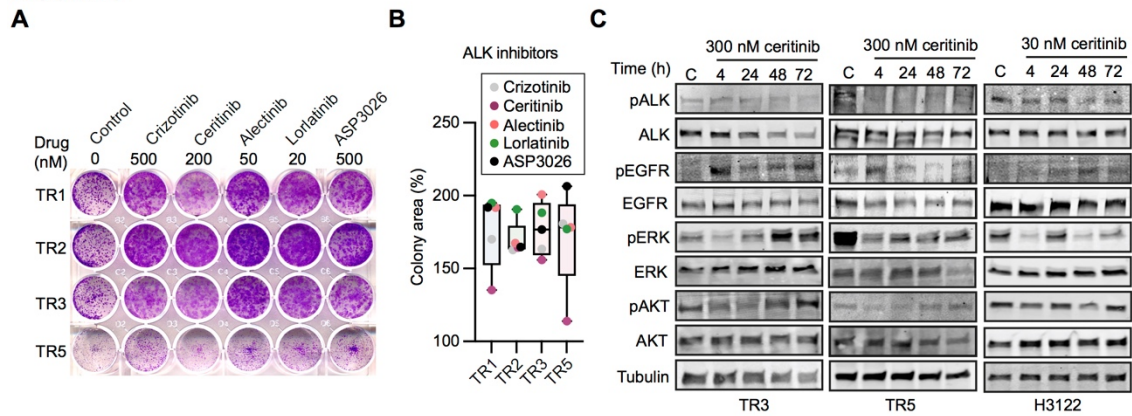 A
Control
Crizotinib
Ceritinib
Alectinib
Lorlatinib
ASP3026
Drug
(nM)
0 500 200 50 20 500
TR1
TR2
TR3
TR5
B
ALK inhibitors
Crizotinib
Ceritinib
Alectinib
Lorlatinib
ASP3026
Colony area (%)
250
200
150
100
TR1
TR2
TR3
TR5
C
300 nM ceritinib 300 nM ceritinib 30 nM ceritinib
Time (h) C 4 24 48 72 C 4 24 48 72 C 4 24 48 72
pALK
ALK
pEGFR
EGFR
pERK
ERK
pAKT
AKT
Tubulin
TR3 TR5 H3122